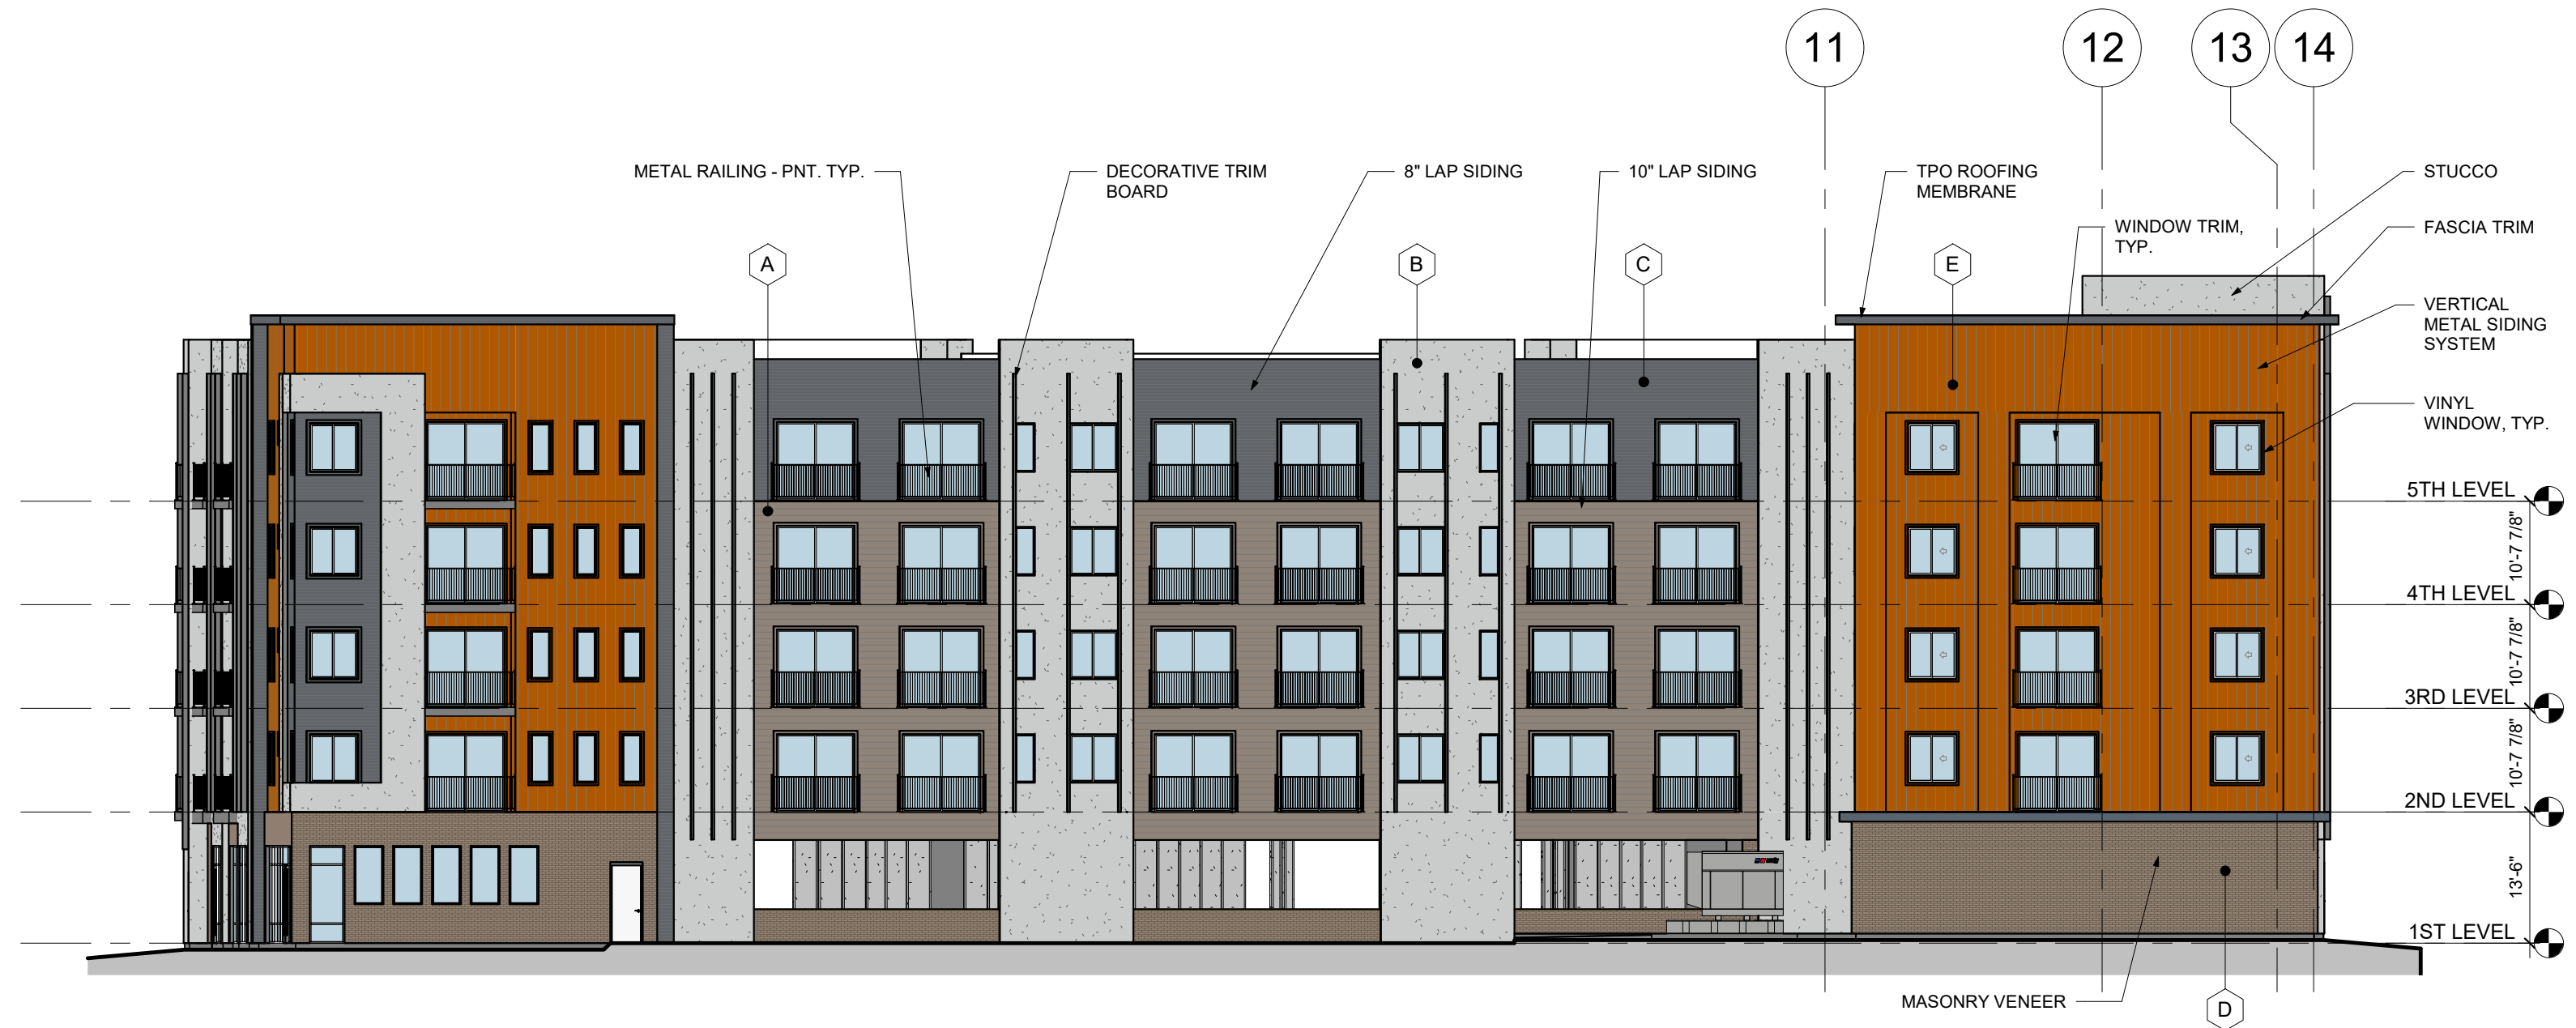 11
12
13
14
METAL RAILING - PNT. TYP.
DECORATIVE TRIM
BOARD
8" LAP SIDING
10" LAP SIDING
TPO ROOFING
MEMBRANE
STUCCO
WINDOW TRIM,
TYP.
FASCIA TRIM
A
B
C
E
VERTICAL
METAL SIDING
SYSTEM
VINYL
WINDOW, TYP.
5TH LEVEL
10'-7 7/8"
4TH LEVEL
10'-7 7/8"
3RD LEVEL
10'-7 7/8"
2ND LEVEL
13'-6"
1ST LEVEL
MASONRY VENEER
D